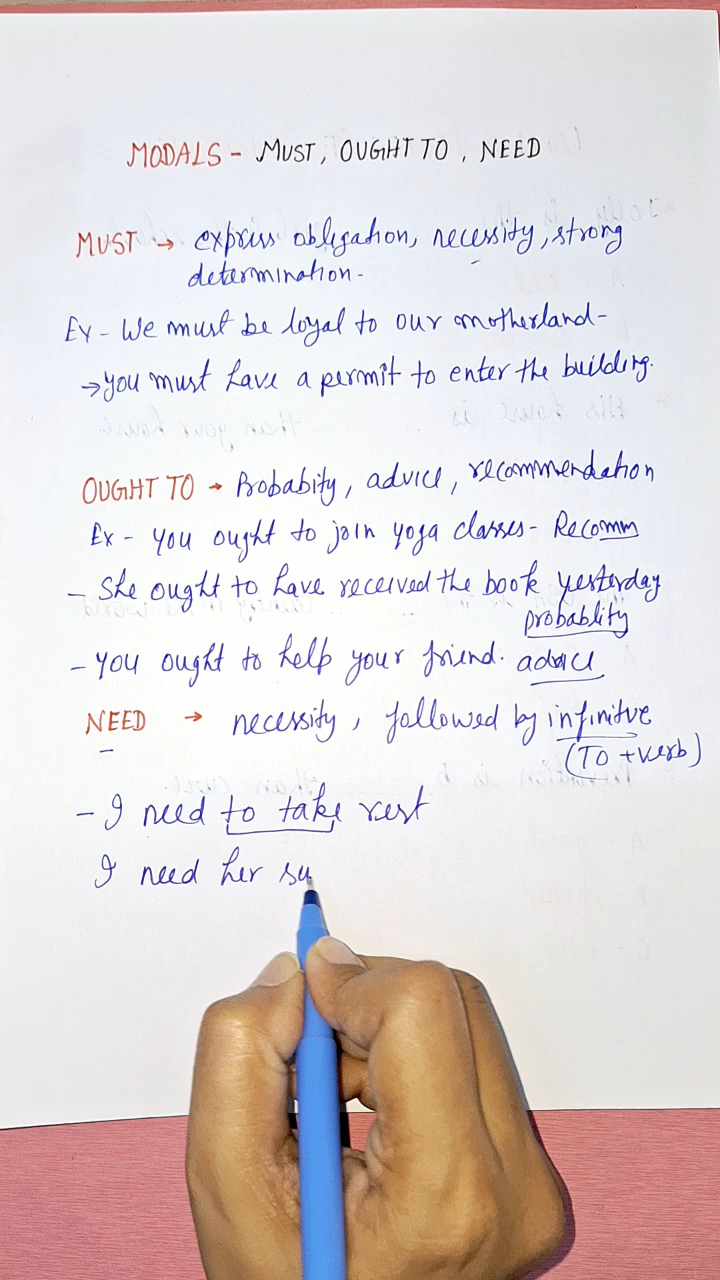 MODALS - MUST, OUGHT TO, NEED
MUST → express obligation, necessity, strong
determination.
Ex - We must be loyal to our motherland-
→ you must have a permit to enter the building.
OUGHT TO → Probabity, advice, recommendation
Ex - you ought to join yoga classes - Recomm
- She ought to have received the book yesterday
probablity
- you ought to help your friend. advice
NEED → necessity, followed by infinitve
(To + verb)
- I need to take rest
I need her su